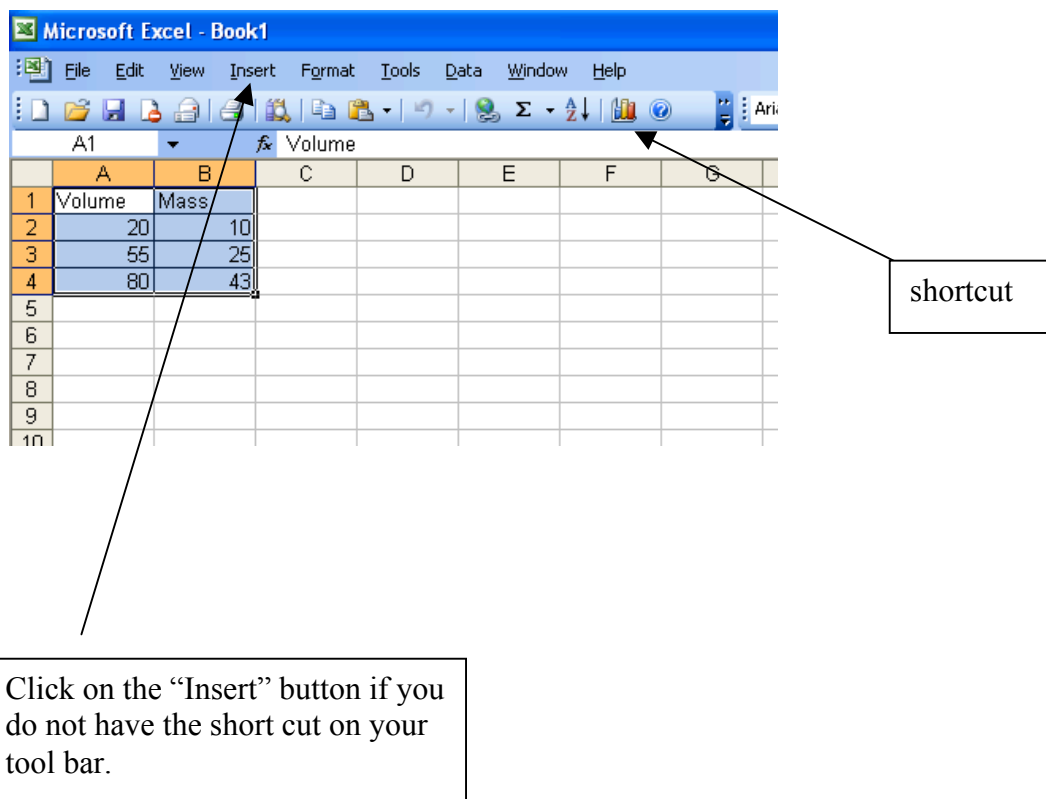 Microsoft Excel - Book1
File Edit View Insert Format Tools Data Window Help
Σ A Z
A1 fx Volume
A B C D E F G
1 Volume Mass
2 20 10
3 55 25
4 80 43
5
6
7
8
9
10
shortcut
Click on the “Insert” button if you
do not have the short cut on your
tool bar.